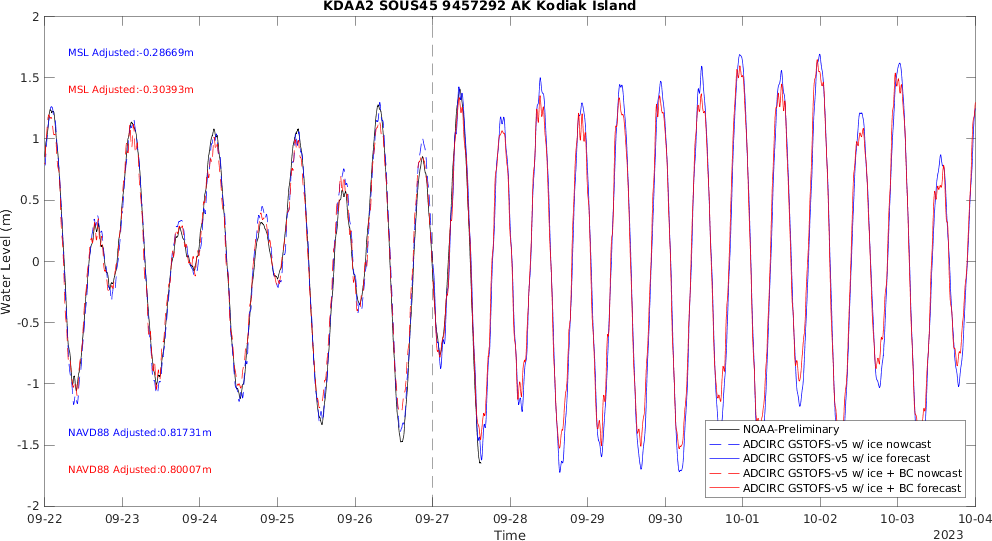 KDAA2 SOUS45 9457292 AK Kodiak Island
2
1.5
1
0.5
0
-0.5
-1
-1.5
-2
Water Level (m)
MSL Adjusted:-0.28669m
MSL Adjusted:-0.30393m
NAVD88 Adjusted:0.81731m
NAVD88 Adjusted:0.80007m
NOAA-Preliminary
ADCIRC GSTOFS-v5 w/ ice nowcast
ADCIRC GSTOFS-v5 w/ ice forecast
ADCIRC GSTOFS-v5 w/ ice + BC nowcast
ADCIRC GSTOFS-v5 w/ ice + BC forecast
09-22 09-23 09-24 09-25 09-26 09-27 09-28 09-29 09-30 10-01 10-02 10-03 10-04
Time
2023